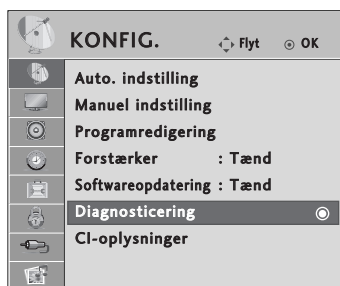 KONFIG. Flyt OK
Auto. indstilling
Manuel indstilling
Programredigering
Forstærker : Tænd
Softwareopdatering : Tænd
Diagnosticering
CI-oplysninger